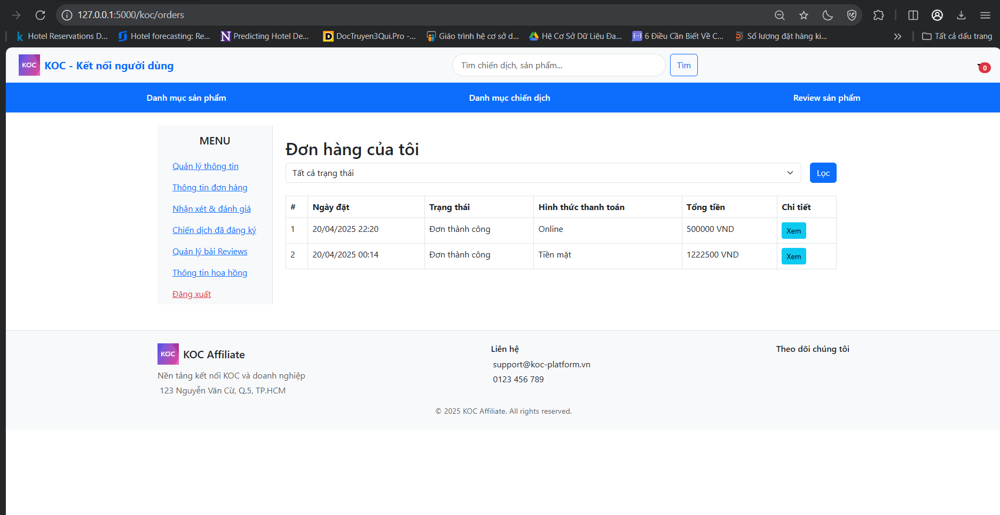 127.0.0.1:5000/koc/orders
Hotel Reservations D... Hotel forecasting: Re... Predicting Hotel De... DocTruyen3Qui.Pro -... Giáo trình hệ cơ sở d... Hệ Cơ Sở Dữ Liệu Đa... 6 Điều Cần Biết Về C... Số lượng đặt hàng ki... Tất cả dấu trang
KOC KOC - Kết nối người dùng Tìm chiến dịch, sản phẩm... Tìm 0
Danh mục sản phẩm Danh mục chiến dịch Review sản phẩm
MENU
Quản lý thông tin
Thông tin đơn hàng
Nhận xét & đánh giá
Chiến dịch đã đăng ký
Quản lý bài Reviews
Thông tin hoa hồng
Đăng xuất
Đơn hàng của tôi
Tất cả trạng thái Lọc
# Ngày đặt Trạng thái Hình thức thanh toán Tổng tiền Chi tiết
1 20/04/2025 22:20 Đơn thành công Online 500000 VND Xem
2 20/04/2025 00:14 Đơn thành công Tiền mặt 1222500 VND Xem
KOC KOC Affiliate
Nền tảng kết nối KOC và doanh nghiệp
123 Nguyễn Văn Cừ, Q.5, TP.HCM
Liên hệ
support@koc-platform.vn
0123 456 789
Theo dõi chúng tôi
© 2025 KOC Affiliate. All rights reserved.